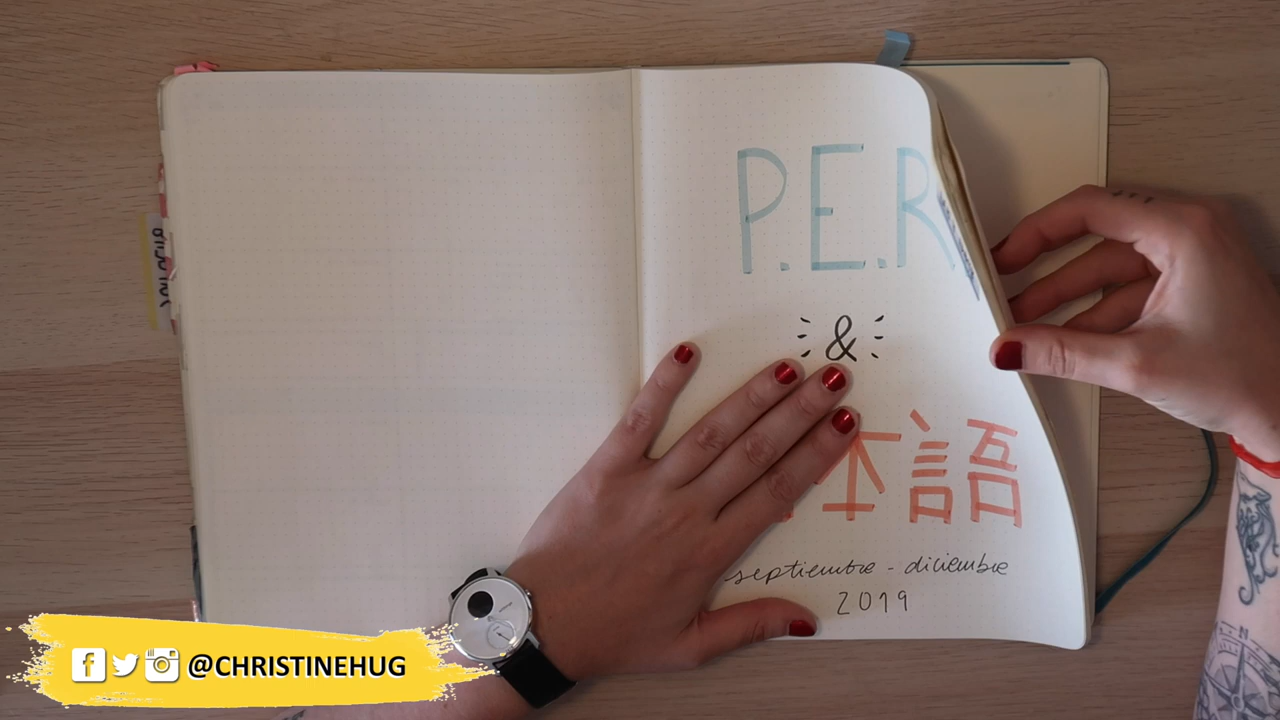 P.E.R
&
本語
septiembre - diciembre
2019
@CHRISTINEHUG